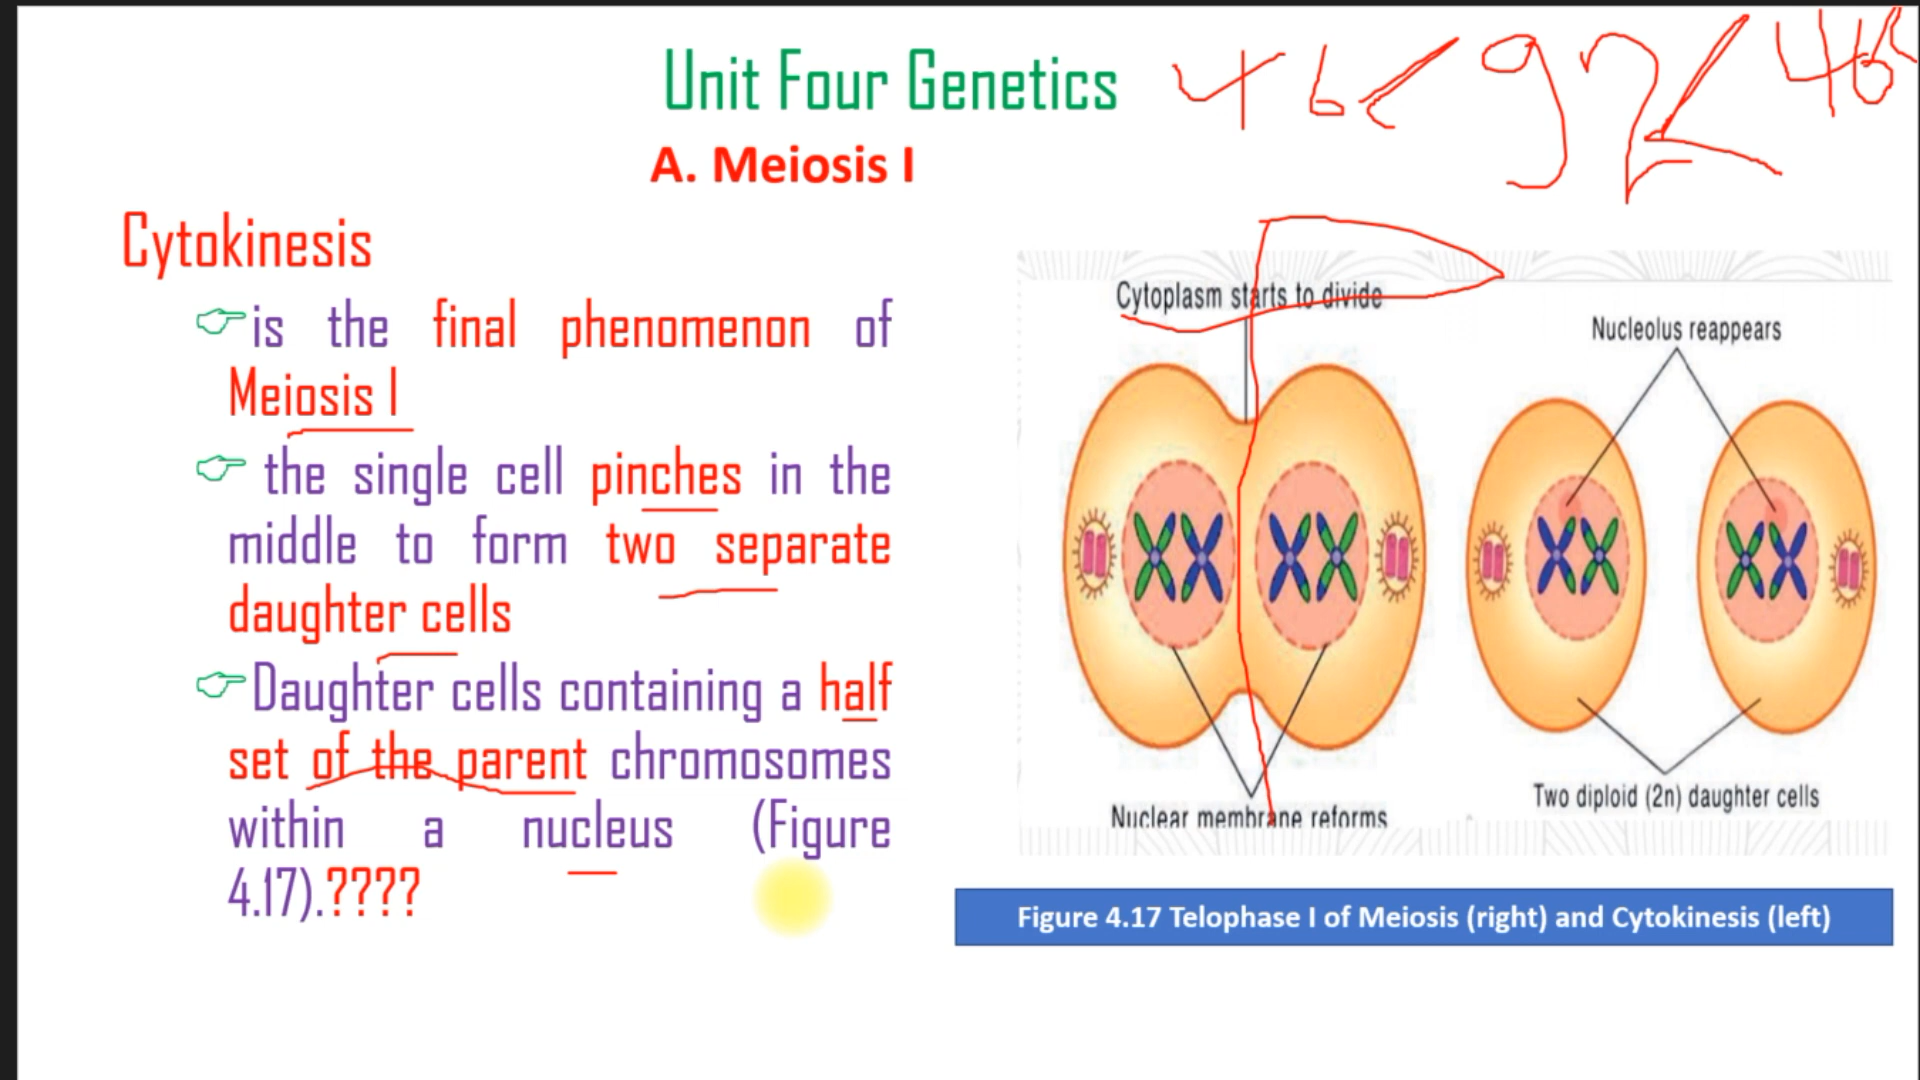 Unit Four Genetics
46 92 46
A. Meiosis I
Cytokinesis
is the final phenomenon of
Meiosis I
the single cell pinches in the
middle to form two separate
daughter cells
Daughter cells containing a half
set of the parent chromosomes
within a nucleus (Figure
4.17).????
Cytoplasm starts to divide
Nucleolus reappears
Two diploid (2n) daughter cells
Nuclear membrane reforms
Figure 4.17 Telophase I of Meiosis (right) and Cytokinesis (left)